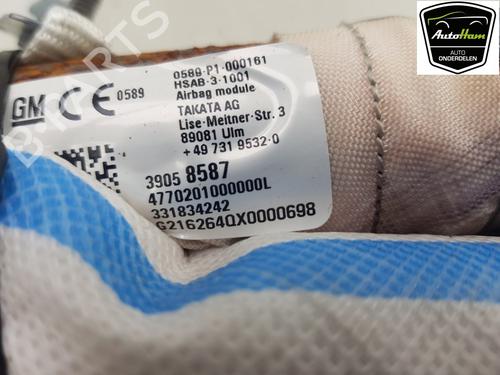 AutoHam
AUTO
ONDERDELEN
GM CE 0589
0589-P1-000161
HSAB-3-1001
Airbag module
TAKATA AG
Lise-Meitner-Str. 3
89081 Ulm
+49 731 9532-0
3905 8587
4770201000000L
331834242
G216264QX0000698